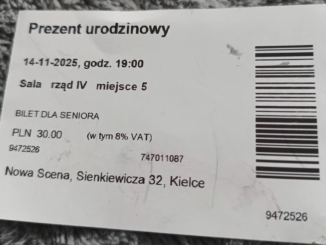 Prezent urodzinowy
14-11-2025, godz. 19:00
Sala rząd IV miejsce 5
BILET DLA SENIORA
PLN 30.00 (w tym 8% VAT)
9472526 747011087
Nowa Scena, Sienkiewicza 32, Kielce
9472526